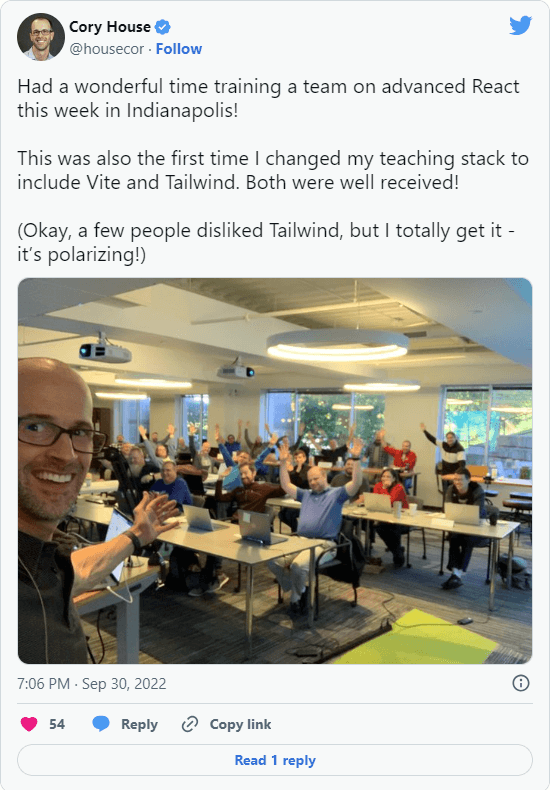 Cory House
@housecor · Follow
Had a wonderful time training a team on advanced React
this week in Indianapolis!
This was also the first time I changed my teaching stack to
include Vite and Tailwind. Both were well received!
(Okay, a few people disliked Tailwind, but I totally get it -
it’s polarizing!)
7:06 PM · Sep 30, 2022
54 Reply Copy link
Read 1 reply